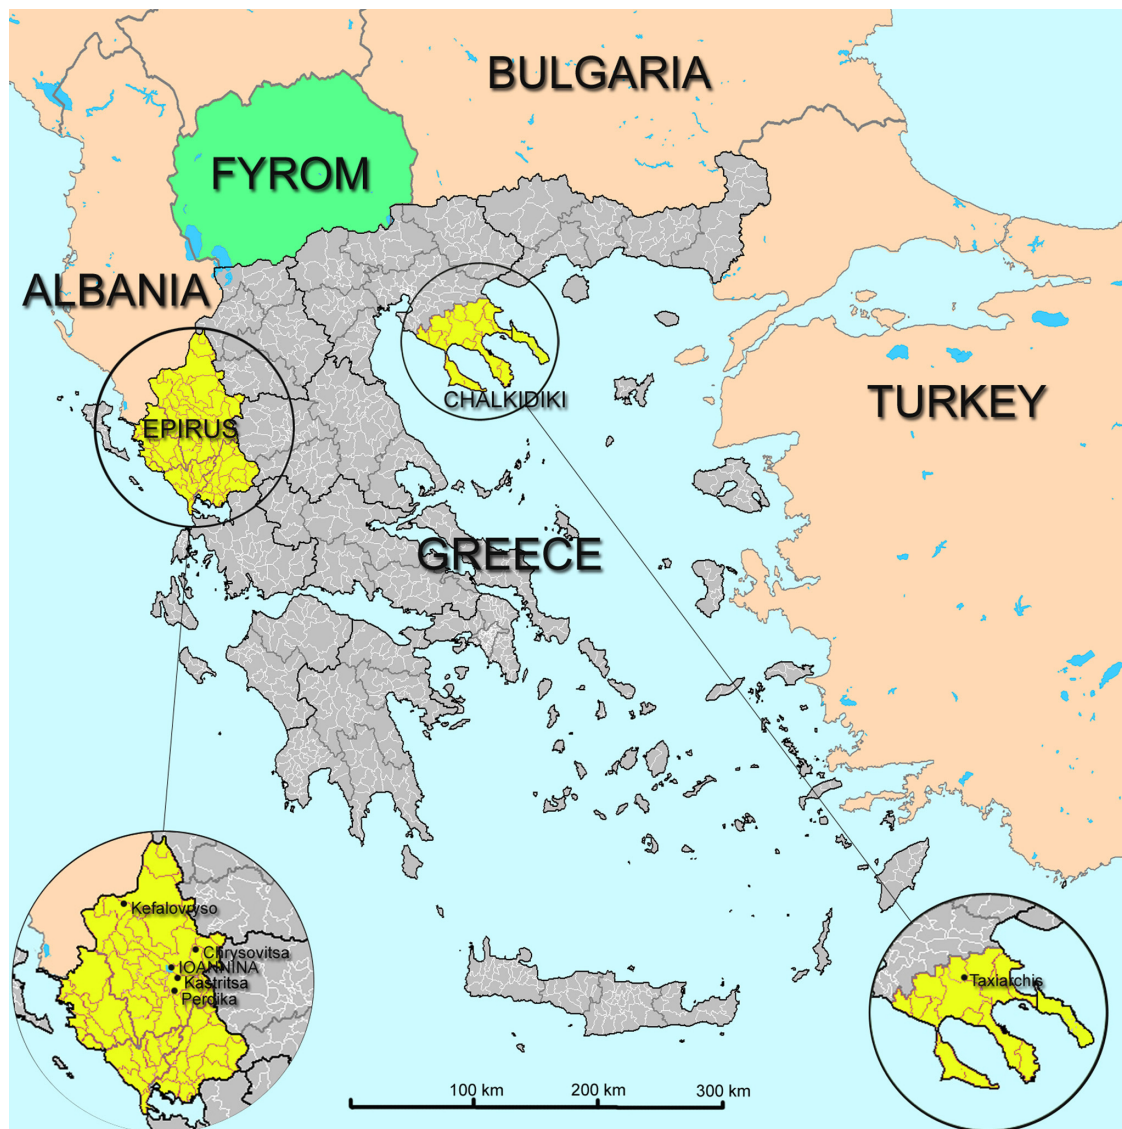 BULGARIA
FYROM
ALBANIA
TURKEY
CHALKIDIKI
EPIRUS
GREECE
Kefalovryso
Chrysovitsa
IOANNINA
Kastritsa
Perdika
Taxiarchis
100 km
200 km
300 km